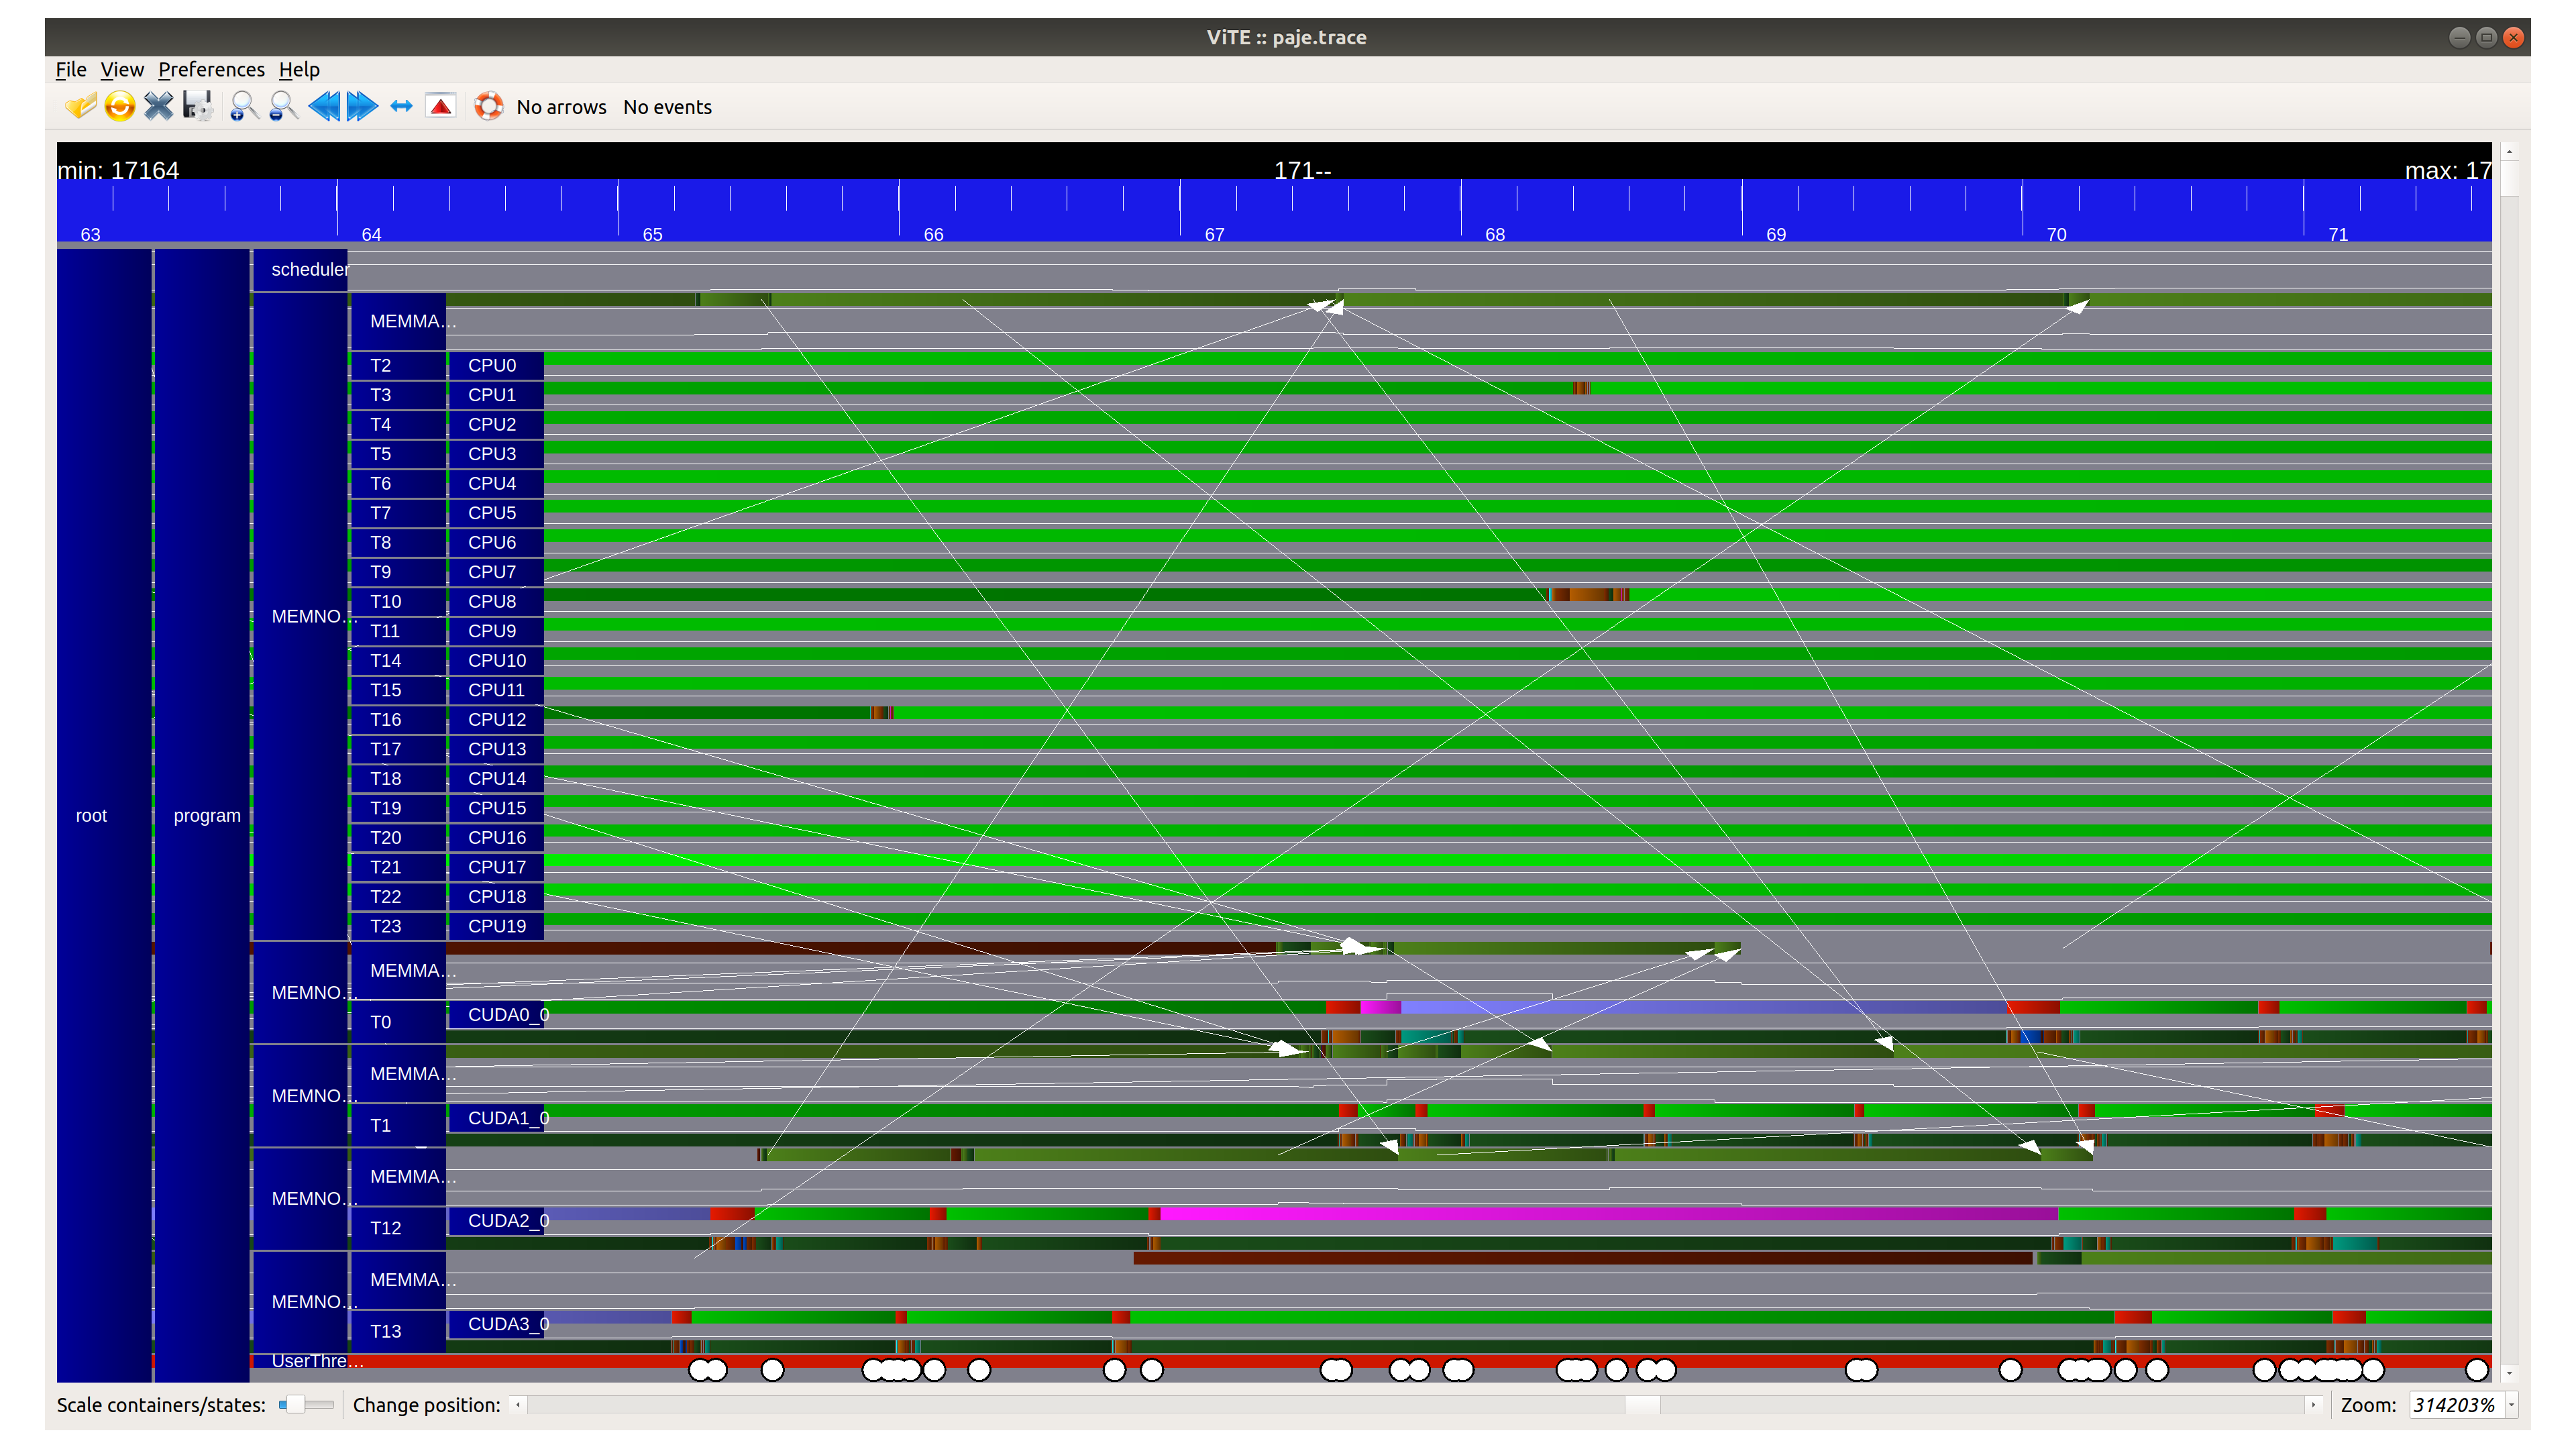 ViTE :: paje.trace
File View Preferences Help
No arrows No events
min: 17164 171-- max: 17
63 64 65 66 67 68 69 70 71
scheduler
MEMMA...
T2 CPU0
T3 CPU1
T4 CPU2
T5 CPU3
T6 CPU4
T7 CPU5
T8 CPU6
T9 CPU7
T10 CPU8
MEMNO...
T11 CPU9
T14 CPU10
T15 CPU11
T16 CPU12
T17 CPU13
T18 CPU14
T19 CPU15
root program
T20 CPU16
T21 CPU17
T22 CPU18
T23 CPU19
MEMMA...
MEMNO...
T0 CUDA0_0
MEMMA...
MEMNO...
T1 CUDA1_0
MEMMA...
MEMNO...
T12 CUDA2_0
MEMMA...
MEMNO...
T13 CUDA3_0
UserThre...
Scale containers/states: Change position: Zoom: 314203%